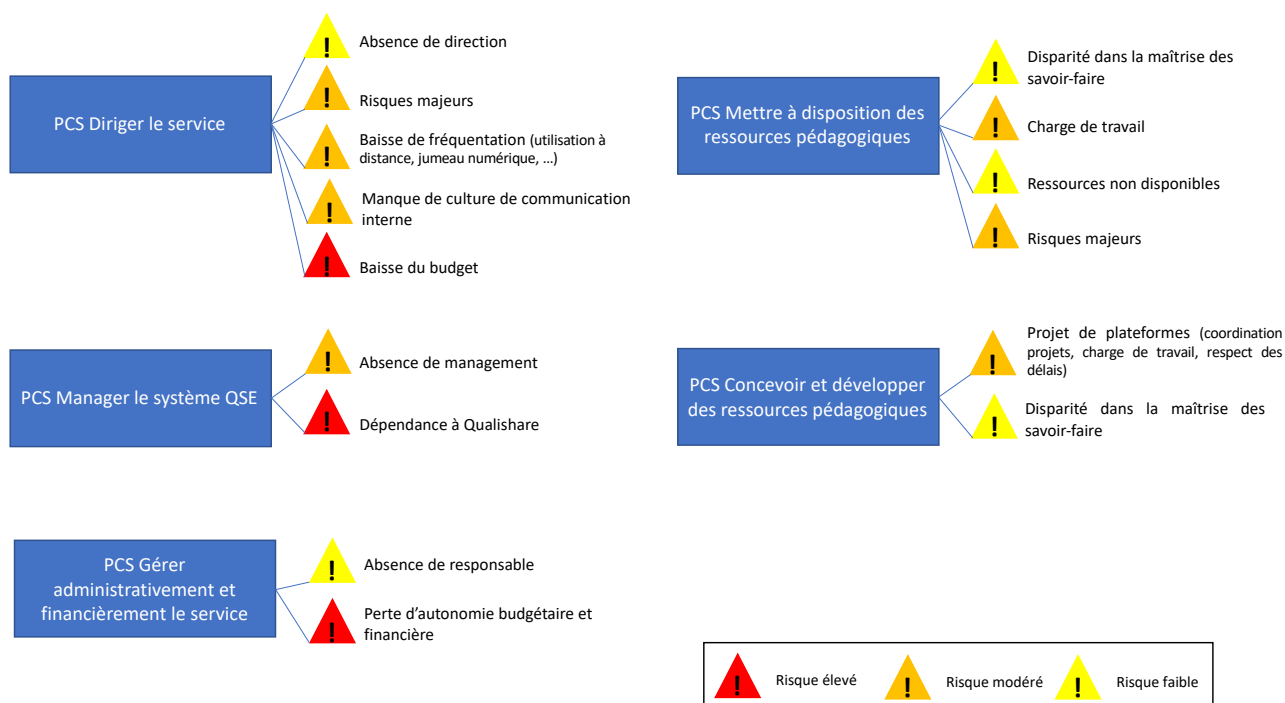 PCS Diriger le service
!
Absence de direction
!
Risques majeurs
!
Baisse de fréquentation (utilisation à
distance, jumeau numérique, ...)
!
Manque de culture de communication
interne
!
Baisse du budget
PCS Mettre à disposition des
ressources pédagogiques
!
Disparité dans la maîtrise des
savoir-faire
!
Charge de travail
!
Ressources non disponibles
!
Risques majeurs
PCS Manager le système QSE
!
Absence de management
!
Dépendance à Qualishare
PCS Concevoir et développer
des ressources pédagogiques
!
Projet de plateformes (coordination
projets, charge de travail, respect des
délais)
!
Disparité dans la maîtrise des
savoir-faire
PCS Gérer
administrativement et
financièrement le service
!
Absence de responsable
!
Perte d’autonomie budgétaire et
financière
!
Risque élevé
!
Risque modéré
!
Risque faible